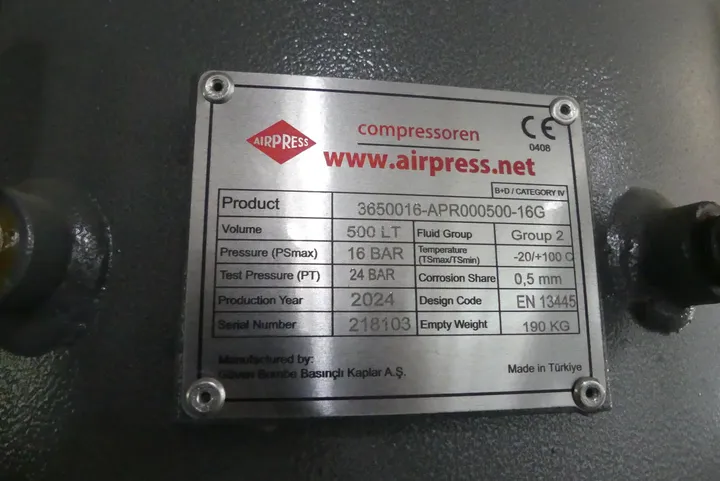 AIRPRESS
compressoren
www.airpress.net
CE
0408
B+D / CATEGORY IV
Product 3650016-APR000500-16G
Volume 500 LT Fluid Group Group 2
Pressure (PSmax) 16 BAR Temperature (TSmax/TSmin) -20/+100 C
Test Pressure (PT) 24 BAR Corrosion Share 0,5 mm
Production Year 2024 Design Code EN 13445
Serial Number 218103 Empty Weight 190 KG
Manufactured by:
Güven Bombe Basınçlı Kaplar A.Ş.
Made in Türkiye